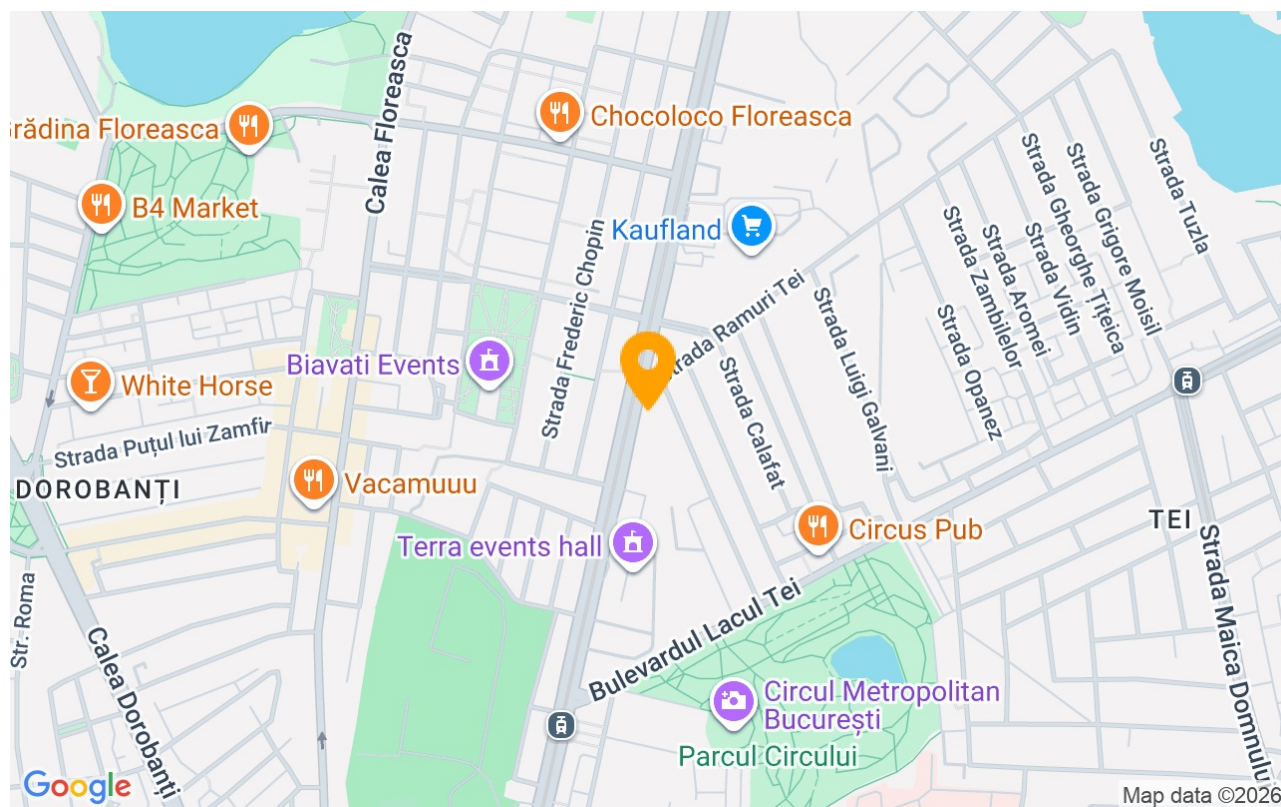 Calea Floreasca
Chocoloco Floreasca
Grădina Floreasca
B4 Market
Kaufland
Strada Frederic Chopin
Strada Ramuri Tei
Strada Luigi Galvani
Strada Zambilelor
Strada Aromei
Strada Vidin
Strada Gheorghe Țițeica
Strada Grigore Moisil
Strada Tuzla
Strada Opanez
Biavati Events
White Horse
Strada Puțul lui Zamfir
Strada Calafat
DOROBANȚI
Vacamuuu
Terra events hall
Circus Pub
TEI
Strada Maica Domnului
Str. Roma
Calea Dorobanți
Bulevardul Lacul Tei
Circul Metropolitan
București
Parcul Circului
Google
Map data ©2026